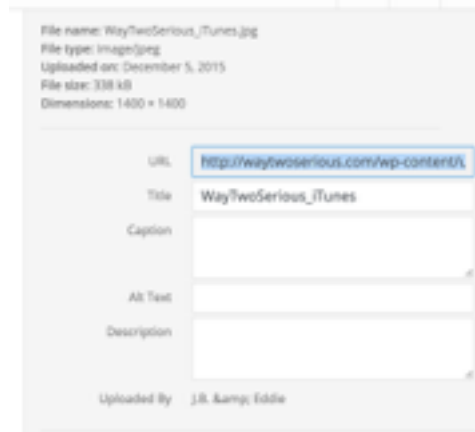 File name: WayTwoSerious_iTunes.jpg
File type: image/jpeg
Uploaded on: December 5, 2015
File size: 338 kB
Dimensions: 1400 × 1400
URL http://waytwoserious.com/wp-content/u
Title WayTwoSerious_iTunes
Caption
Alt Text
Description
Uploaded By J.B. &amp; Eddie